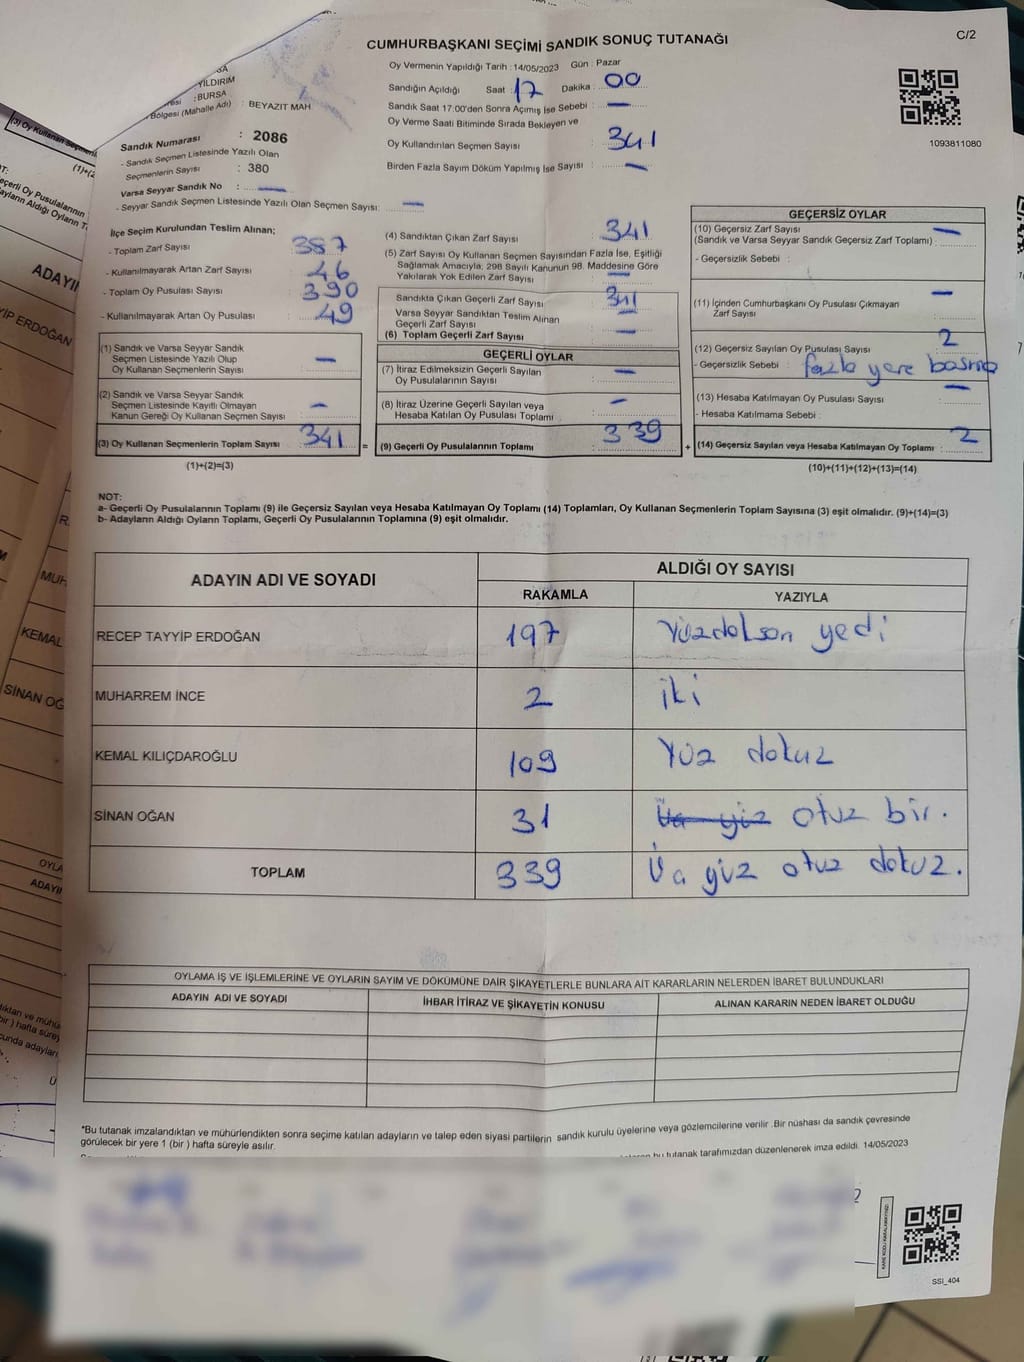 C/2
CUMHURBAŞKANI SEÇİMİ SANDIK SONUÇ TUTANAĞI
YILDIRIM
: BURSA
Bölgesi (Mahalle Adı) : BEYAZIT MAH
Sandık Numarası : 2086
- Sandık Seçmen Listesinde Yazılı Olan
Seçmenlerin Sayısı : 380
Varsa Seyyar Sandık No : —
- Seyyar Sandık Seçmen Listesinde Yazılı Olan Seçmen Sayısı: —
Oy Vermenin Yapıldığı Tarih : 14/05/2023 Gün : Pazar
Sandığın Açıldığı Saat : 17 Dakika : 00
Sandık Saat 17:00'den Sonra Açımış İse Sebebi : —
Oy Verme Saati Bitiminde Sırada Bekleyen ve
Oy Kullandırılan Seçmen Sayısı : 341
Birden Fazla Sayım Döküm Yapılmış İse Sayısı : —
1093811080
İlçe Seçim Kurulundan Teslim Alınan;
- Toplam Zarf Sayısı 387
- Kullanılmayarak Artan Zarf Sayısı 46
- Toplam Oy Pusulası Sayısı 390
- Kullanılmayarak Artan Oy Pusulası 49
(1) Sandık ve Varsa Seyyar Sandık
Seçmen Listesinde Yazılı Olup
Oy Kullanan Seçmenlerin Sayısı : —
(2) Sandık ve Varsa Seyyar Sandık
Seçmen Listesinde Kayıtlı Olmayan
Kanun Gereği Oy Kullanan Seçmen Sayısı : —
(3) Oy Kullanan Seçmenlerin Toplam Sayısı : 341 =
(1)+(2)=(3)
(4) Sandıktan Çıkan Zarf Sayısı : 341
(5) Zarf Sayısı Oy Kullanan Seçmen Sayısından Fazla İse, Eşitliği
Sağlamak Amacıyla; 298 Sayılı Kanunun 98. Maddesine Göre
Yakılarak Yok Edilen Zarf Sayısı : —
Sandıkta Çıkan Geçerli Zarf Sayısı : 341
Varsa Seyyar Sandıktan Teslim Alınan
Geçerli Zarf Sayısı : —
(6) Toplam Geçerli Zarf Sayısı : —
GEÇERLİ OYLAR
(7) İtiraz Edilmeksizin Geçerli Sayılan
Oy Pusulalarının Sayısı : —
(8) İtiraz Üzerine Geçerli Sayılan veya
Hesaba Katılan Oy Pusulası Toplamı : —
(9) Geçerli Oy Pusulalarının Toplamı : 339 +
GEÇERSİZ OYLAR
(10) Geçersiz Zarf Sayısı —
(Sandık ve Varsa Seyyar Sandık Geçersiz Zarf Toplamı) :
- Geçersizlik Sebebi :
(11) İçinden Cumhurbaşkanı Oy Pusulası Çıkmayan —
Zarf Sayısı :
(12) Geçersiz Sayılan Oy Pusulası Sayısı : 2
- Geçersizlik Sebebi : fazla yere basma
(13) Hesaba Katılmayan Oy Pusulası Sayısı : —
- Hesaba Katılmama Sebebi :
(14) Geçersiz Sayılan veya Hesaba Katılmayan Oy Toplamı : 2
(10)+(11)+(12)+(13)=(14)
NOT:
a- Geçerli Oy Pusulalarının Toplamı (9) ile Geçersiz Sayılan veya Hesaba Katılmayan Oy Toplamı (14) Toplamları, Oy Kullanan Seçmenlerin Toplam Sayısına (3) eşit olmalıdır. (9)+(14)=(3)
b- Adayların Aldığı Oyların Toplamı, Geçerli Oy Pusulalarının Toplamına (9) eşit olmalıdır.
ADAYIN ADI VE SOYADI ALDIĞI OY SAYISI
RAKAMLA YAZIYLA
RECEP TAYYİP ERDOĞAN 197 Yüzdolson yedi
MUHARREM İNCE 2 iki
KEMAL KILIÇDAROĞLU 109 Yüz dokuz
SİNAN OĞAN 31 otuz bir.
TOPLAM 339 Üç yüz otuz dokuz.
OYLAMA İŞ VE İŞLEMLERİNE VE OYLARIN SAYIM VE DÖKÜMÜNE DAİR ŞİKAYETLERLE BUNLARA AİT KARARLARIN NELERDEN İBARET BULUNDUKLARI
ADAYIN ADI VE SOYADI İHBAR İTİRAZ VE ŞİKAYETİN KONUSU ALINAN KARARIN NEDEN İBARET OLDUĞU
*Bu tutanak imzalandıktan ve mühürlendikten sonra seçime katılan adayların ve talep eden siyasi partilerin sandık kurulu üyelerine veya gözlemcilerine verilir .Bir nüshası da sandık çevresinde
görülecek bir yere 1 (bir ) hafta süreyle asılır.
bu tutanak tarafımızdan düzenlenerek imza edildi. 14/05/2023
SSI_404